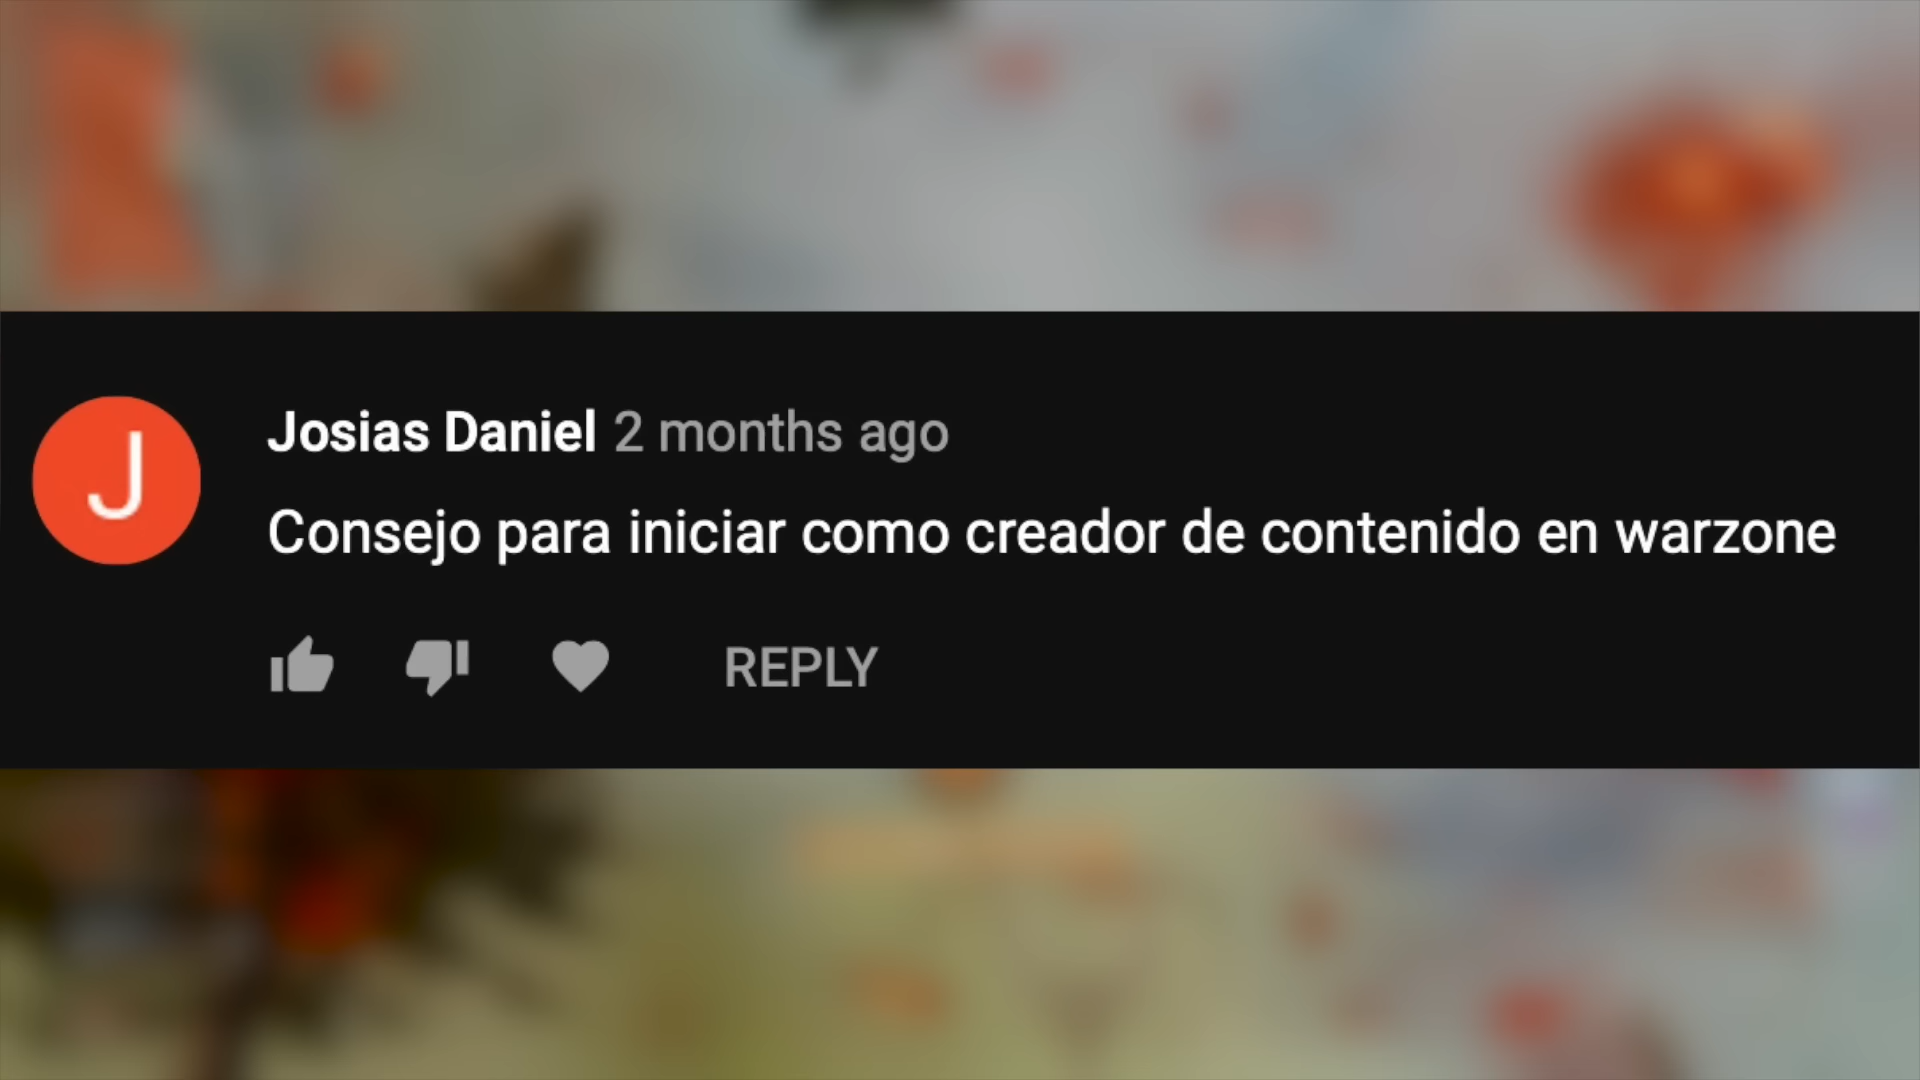 J
Josias Daniel 2 months ago
Consejo para iniciar como creador de contenido en warzone
REPLY